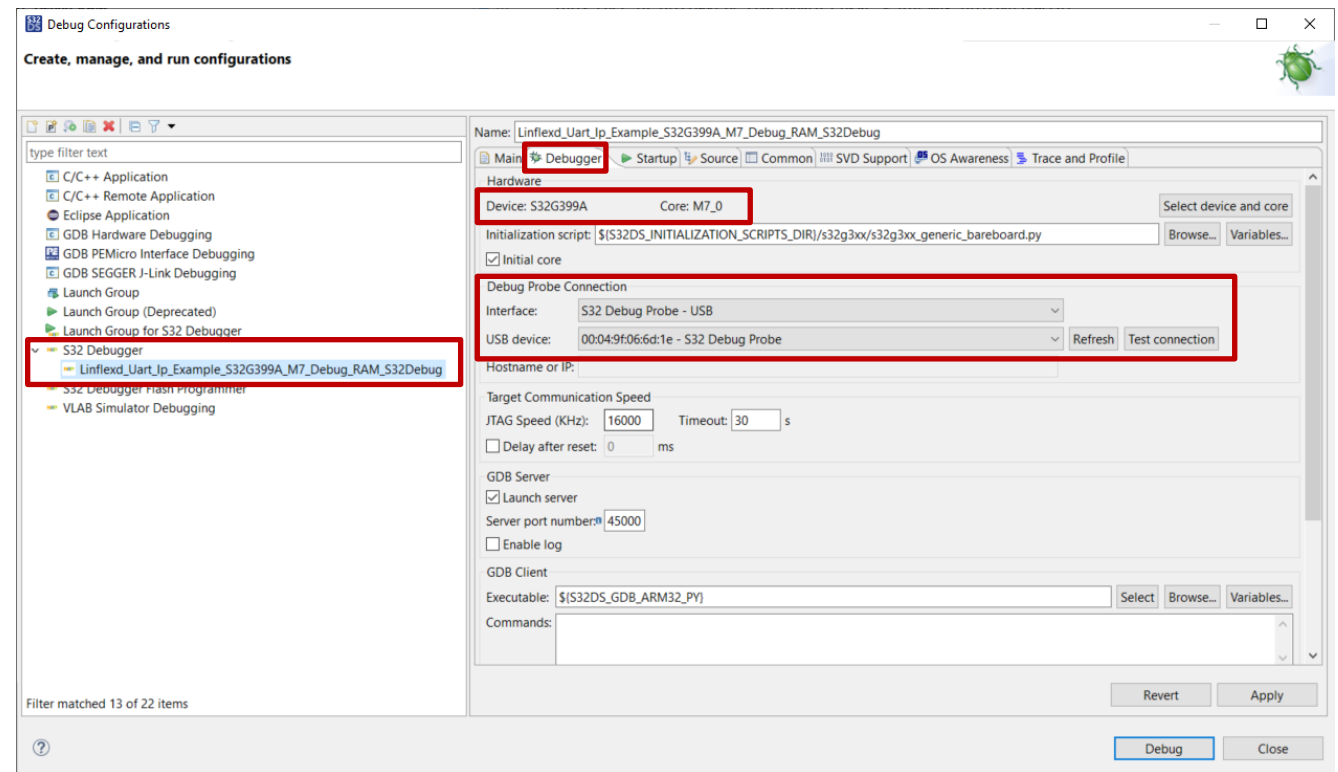 S32
DS
Debug Configurations
Create, manage, and run configurations
type filter text
C/C++ Application
C/C++ Remote Application
Eclipse Application
GDB Hardware Debugging
GDB PEMicro Interface Debugging
GDB SEGGER J-Link Debugging
Launch Group
Launch Group (Deprecated)
Launch Group for S32 Debugger
S32 Debugger
Linflexd_Uart_Ip_Example_S32G399A_M7_Debug_RAM_S32Debug
S32 Debugger Flash Programmer
VLAB Simulator Debugging
Filter matched 13 of 22 items
Name: Linflexd_Uart_Ip_Example_S32G399A_M7_Debug_RAM_S32Debug
Main Debugger Startup Source Common SVD Support OS Awareness Trace and Profile
Hardware
Device: S32G399A Core: M7_0 Select device and core
Initialization script: ${S32DS_INITIALIZATION_SCRIPTS_DIR}/s32g3xx/s32g3xx_generic_bareboard.py Browse... Variables...
Initial core
Debug Probe Connection
Interface: S32 Debug Probe - USB
USB device: 00:04:9f:06:6d:1e - S32 Debug Probe Refresh Test connection
Hostname or IP:
Target Communication Speed
JTAG Speed (KHz): 16000 Timeout: 30 s
Delay after reset: 0 ms
GDB Server
Launch server
Server port number: 45000
Enable log
GDB Client
Executable: ${S32DS_GDB_ARM32_PY} Select Browse... Variables...
Commands:
Revert Apply
? Debug Close